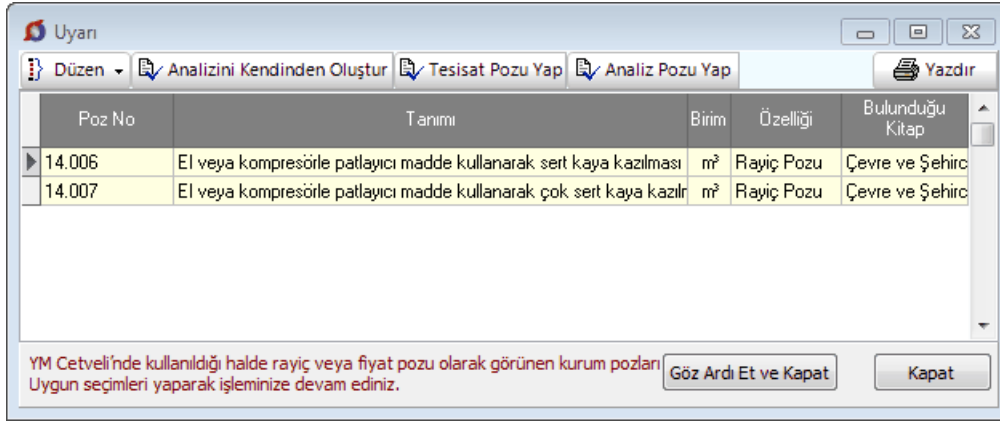 Uyarı
Düzen Analizini Kendinden Oluştur Tesisat Pozu Yap Analiz Pozu Yap Yazdır
Poz No Tanımı Birim Özelliği Bulunduğu Kitap
14.006 El veya kompresörle patlayıcı madde kullanarak sert kaya kazılması m³ Rayiç Pozu Çevre ve Şehirc
14.007 El veya kompresörle patlayıcı madde kullanarak çok sert kaya m³ Rayiç Pozu Çevre ve Şehirc
YM Cetveli'nde kullanıldığı halde rayiç veya fiyat pozu olarak görünen kurum pozları
Uygun seçimleri yaparak işleminize devam ediniz.
Göz Ardı Et ve Kapat Kapat